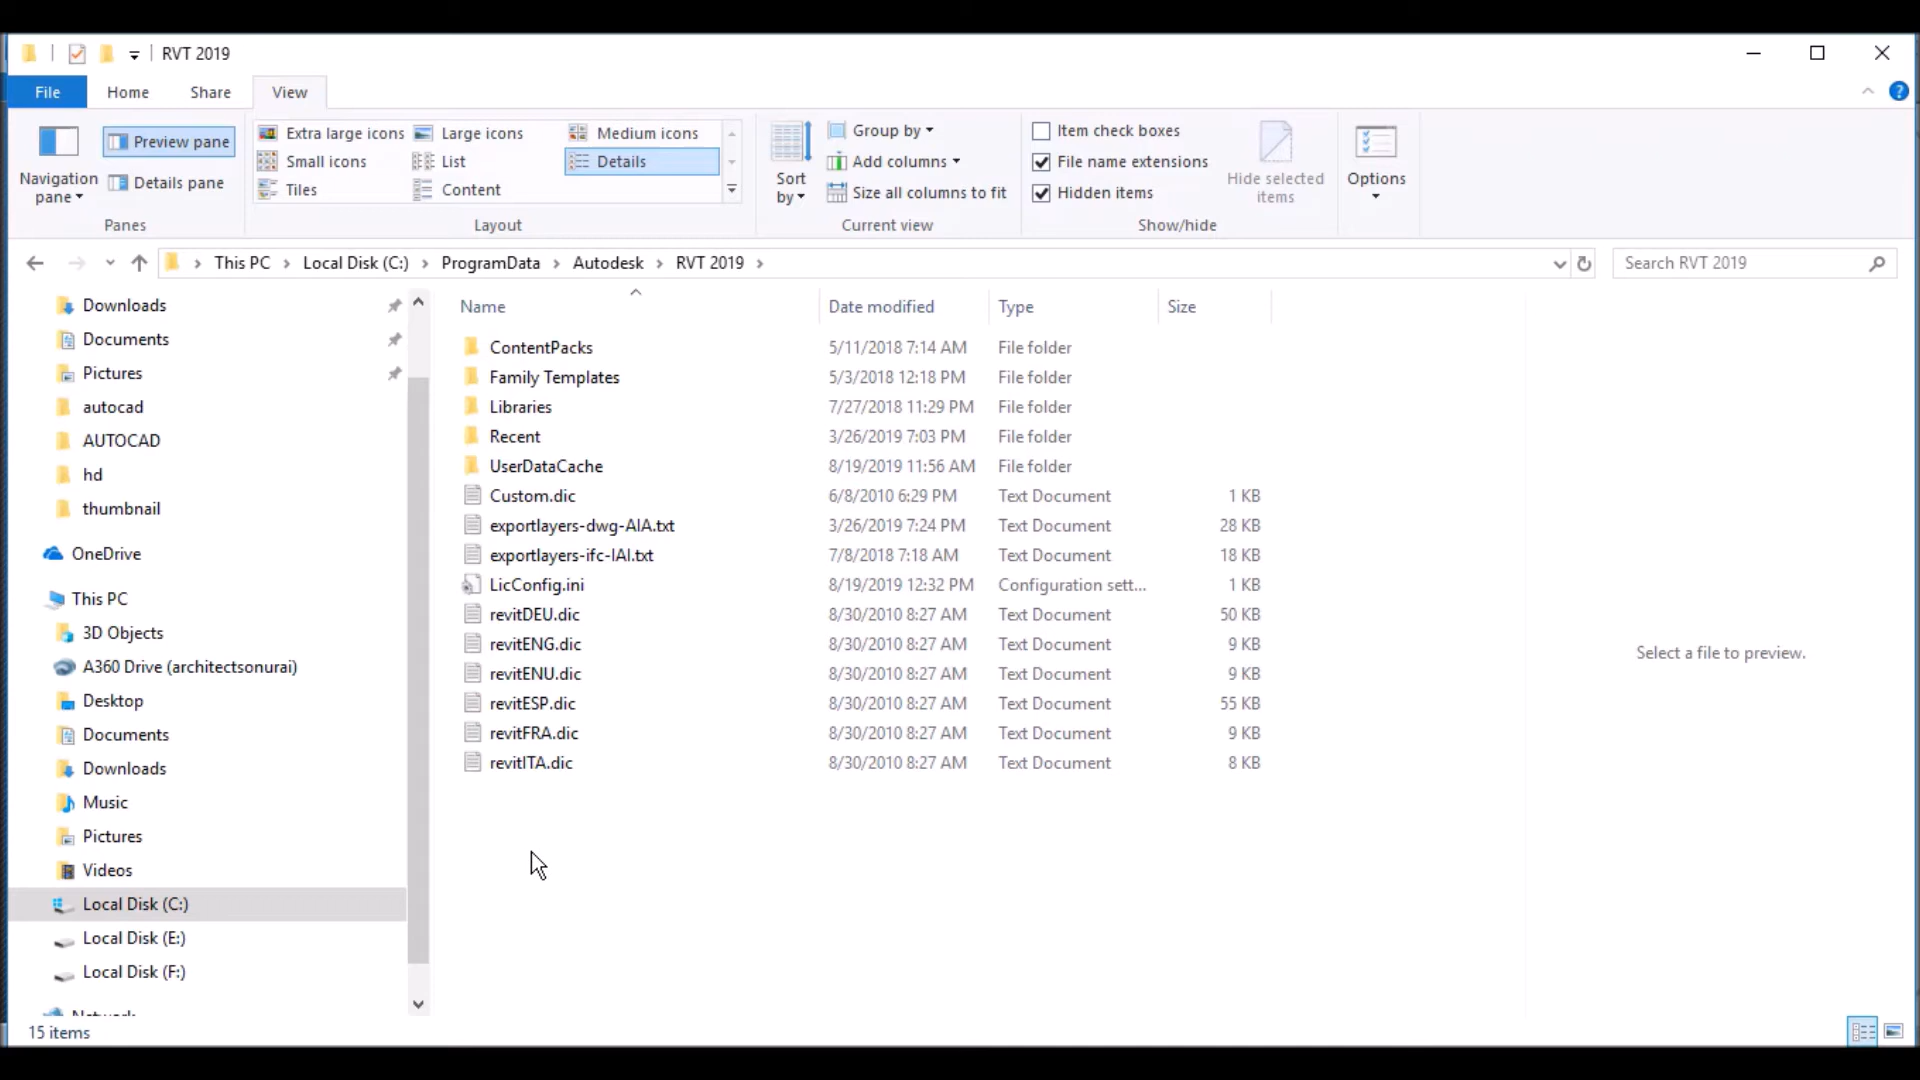 RVT 2019
File Home Share View
Extra large icons Large icons Medium icons
Small icons List Details
Tiles Content
Preview pane
Details pane
Navigation
pane
Panes
Layout
Sort
by
Group by
Add columns
Size all columns to fit
Current view
Item check boxes
File name extensions
Hidden items
Hide selected
items
Show/hide
Options
This PC > Local Disk (C:) > ProgramData > Autodesk > RVT 2019 >
Search RVT 2019
Downloads
Documents
Pictures
autocad
AUTOCAD
hd
thumbnail
OneDrive
This PC
3D Objects
A360 Drive (architectsonurai)
Desktop
Documents
Downloads
Music
Pictures
Videos
Local Disk (C:)
Local Disk (E:)
Local Disk (F:)
Network
Name Date modified Type Size
ContentPacks 5/11/2018 7:14 AM File folder
Family Templates 5/3/2018 12:18 PM File folder
Libraries 7/27/2018 11:29 PM File folder
Recent 3/26/2019 7:03 PM File folder
UserDataCache 8/19/2019 11:56 AM File folder
Custom.dic 6/8/2010 6:29 PM Text Document 1 KB
exportlayers-dwg-AIA.txt 3/26/2019 7:24 PM Text Document 28 KB
exportlayers-ifc-IAI.txt 7/8/2018 7:18 AM Text Document 18 KB
LicConfig.ini 8/19/2019 12:32 PM Configuration sett... 1 KB
revitDEU.dic 8/30/2010 8:27 AM Text Document 50 KB
revitENG.dic 8/30/2010 8:27 AM Text Document 9 KB
revitENU.dic 8/30/2010 8:27 AM Text Document 9 KB
revitESP.dic 8/30/2010 8:27 AM Text Document 55 KB
revitFRA.dic 8/30/2010 8:27 AM Text Document 9 KB
revitITA.dic 8/30/2010 8:27 AM Text Document 8 KB
Select a file to preview.
15 items